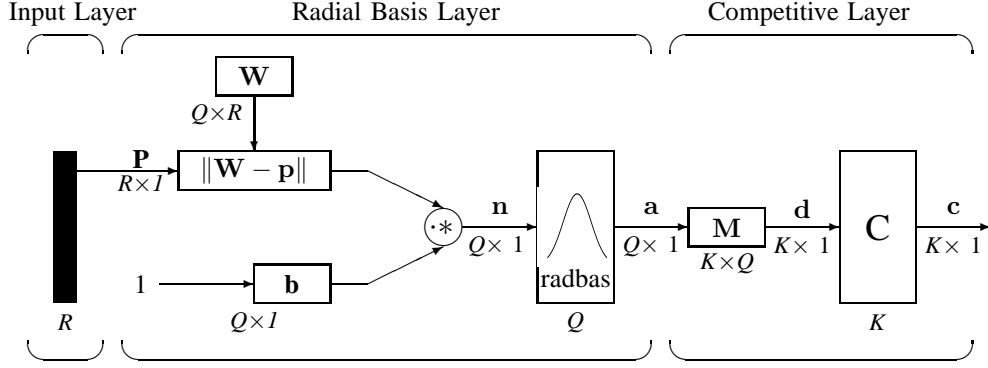 Input Layer Radial Basis Layer Competitive Layer
W
Q×R
P
R×1
‖W − p‖
.*
n
Q× 1
radbas
a
Q× 1
M
K×Q
d
K× 1
C
c
K× 1
1
b
Q×1
R
Q
K